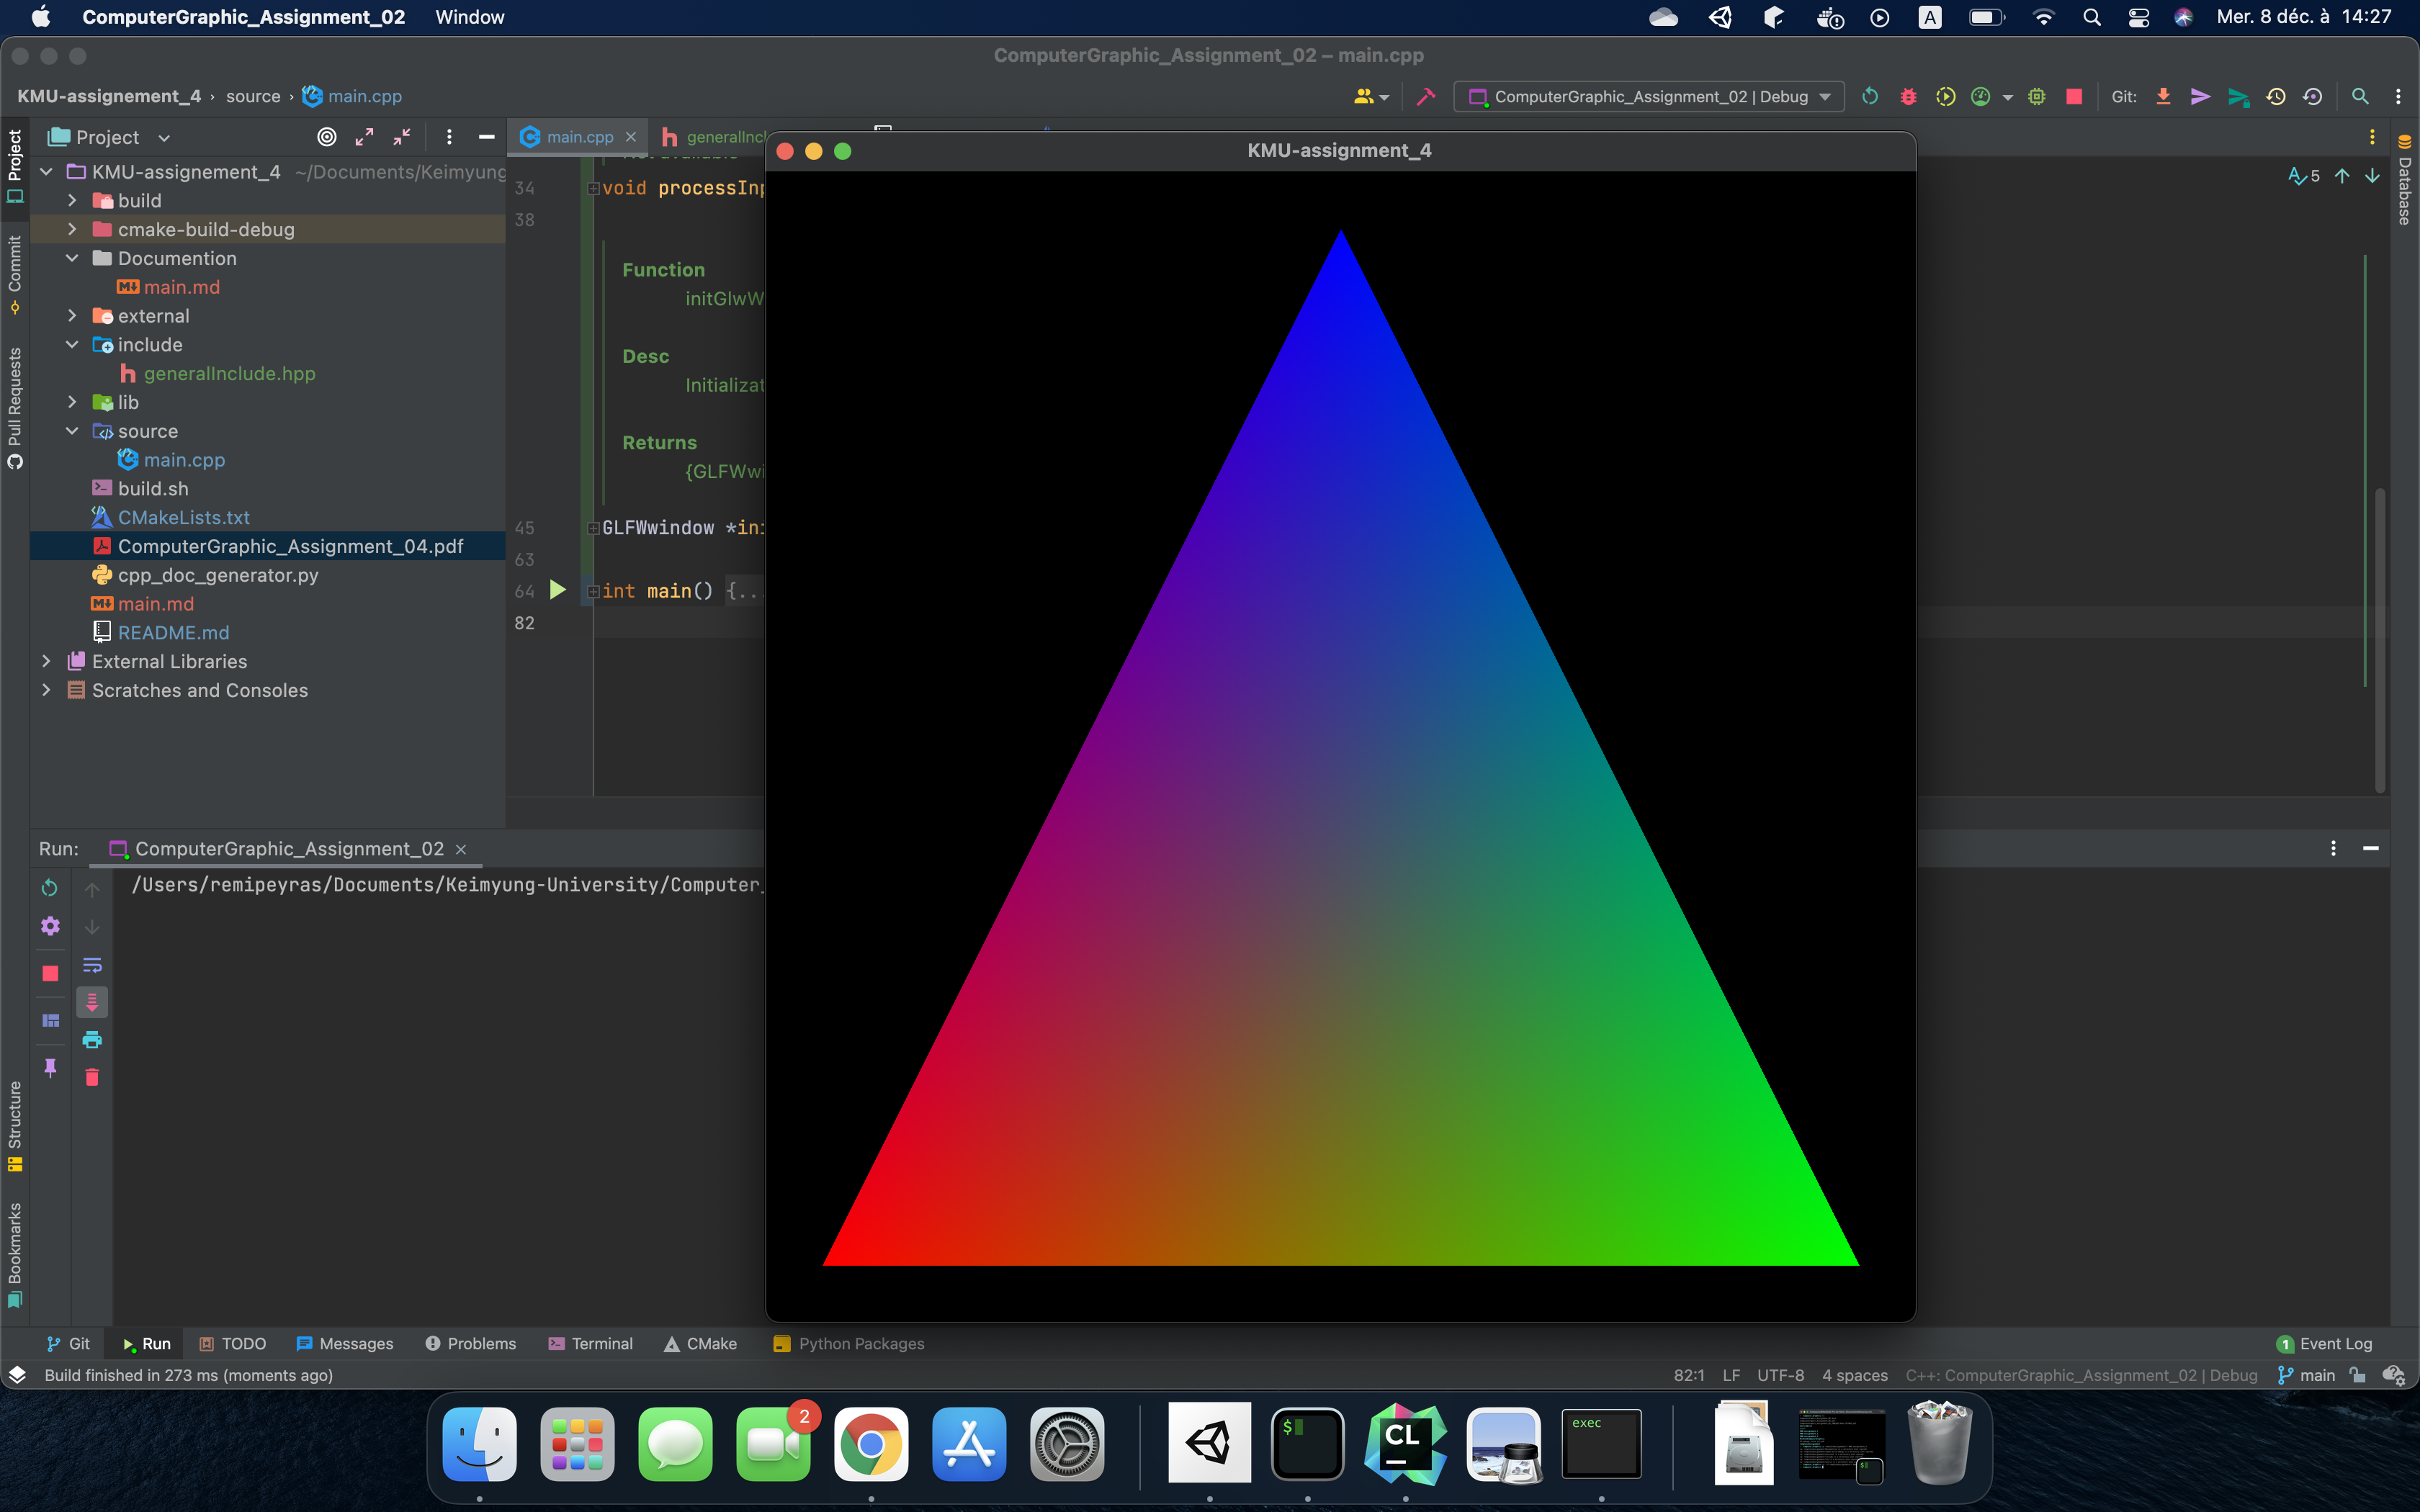 ComputerGraphic_Assignment_02 Window
A
Mer. 8 déc. à 14:27
ComputerGraphic_Assignment_02 – main.cpp
KMU-assignement_4 › source › main.cpp
ComputerGraphic_Assignment_02 | Debug
Git:
Project
main.cpp
generalIncl
KMU-assignment_4
KMU-assignement_4 ~/Documents/Keimyung
build
cmake-build-debug
Documention
main.md
external
include
generalInclude.hpp
lib
source
main.cpp
build.sh
CMakeLists.txt
ComputerGraphic_Assignment_04.pdf
cpp_doc_generator.py
main.md
README.md
External Libraries
Scratches and Consoles
Project
Commit
Pull Requests
Structure
Bookmarks
34 void processInp
38
Function
initGlwW
Desc
Initializat
Returns
{GLFWwi
45 GLFWwindow *ini
63
64 int main() {...
82
5
Database
Run: ComputerGraphic_Assignment_02
/Users/remipeyras/Documents/Keimyung-University/Computer_
Git Run TODO Messages Problems Terminal CMake Python Packages
1 Event Log
Build finished in 273 ms (moments ago)
82:1 LF UTF-8 4 spaces C++: ComputerGraphic_Assignment_02 | Debug main
2
$
CL
exec